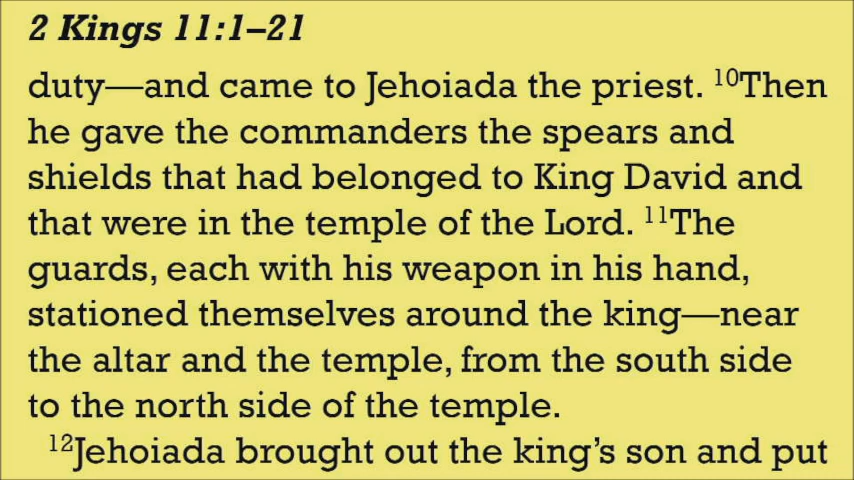 2 Kings 11:1–21
duty—and came to Jehoiada the priest. ¹⁰Then
he gave the commanders the spears and
shields that had belonged to King David and
that were in the temple of the Lord. ¹¹The
guards, each with his weapon in his hand,
stationed themselves around the king—near
the altar and the temple, from the south side
to the north side of the temple.
¹²Jehoiada brought out the king’s son and put